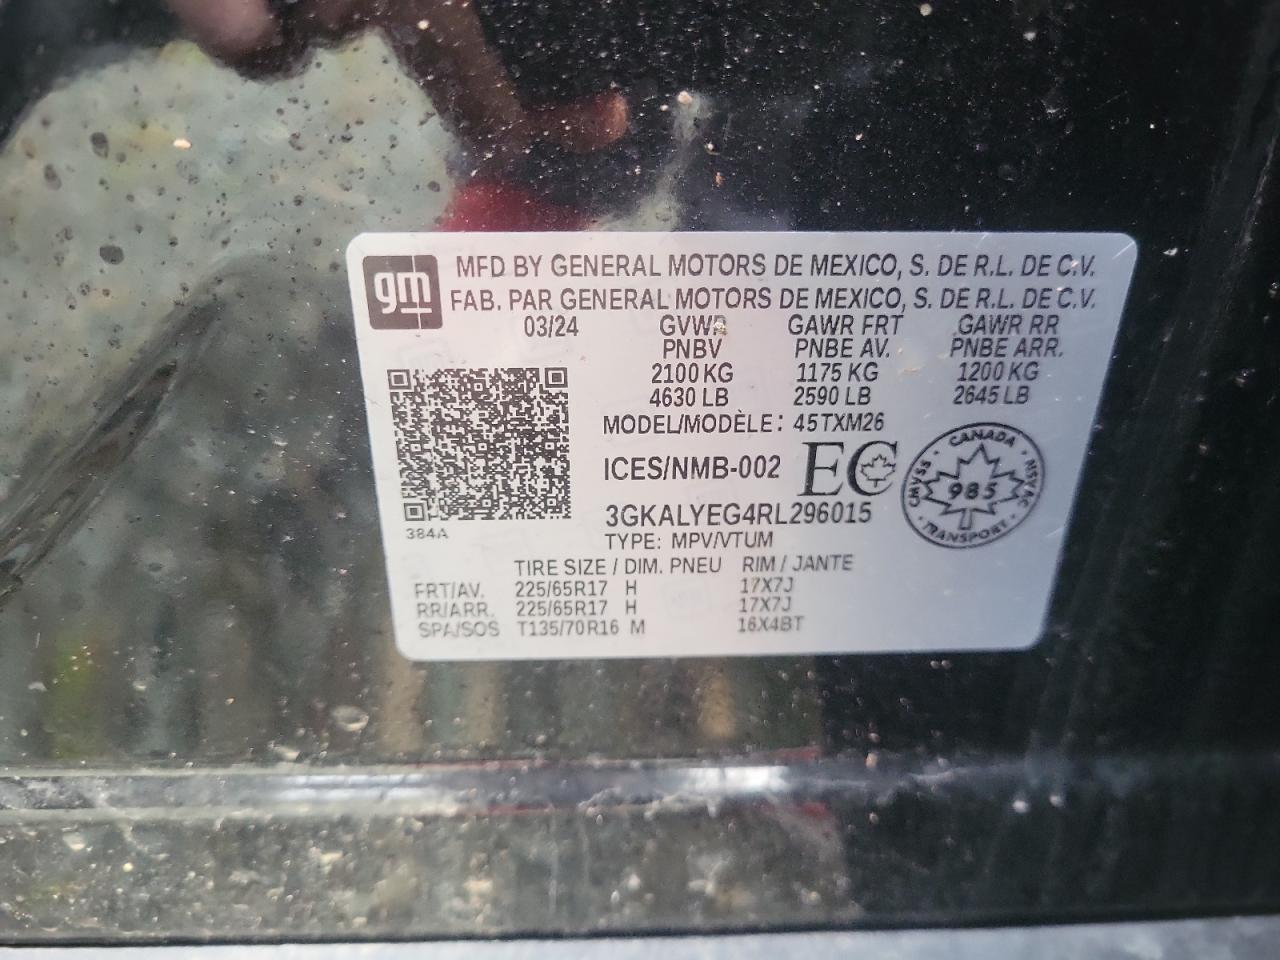 gm
MFD BY GENERAL MOTORS DE MEXICO, S. DE R.L. DE C.V.
FAB. PAR GENERAL MOTORS DE MEXICO, S. DE R.L. DE C.V.
03/24 GVWR GAWR FRT GAWR RR
PNBV PNBE AV. PNBE ARR.
2100 KG 1175 KG 1200 KG
4630 LB 2590 LB 2645 LB
MODEL/MODÈLE: 45TXM26
ICES/NMB-002 EC
CANADA
CMVSS 985 NSVAC
TRANSPORT
3GKALYEG4RL296015
384A
TYPE: MPV/VTUM
TIRE SIZE / DIM. PNEU RIM / JANTE
FRT/AV. 225/65R17 H 17X7J
RR/ARR. 225/65R17 H 17X7J
SPA/SOS T135/70R16 M 16X4BT